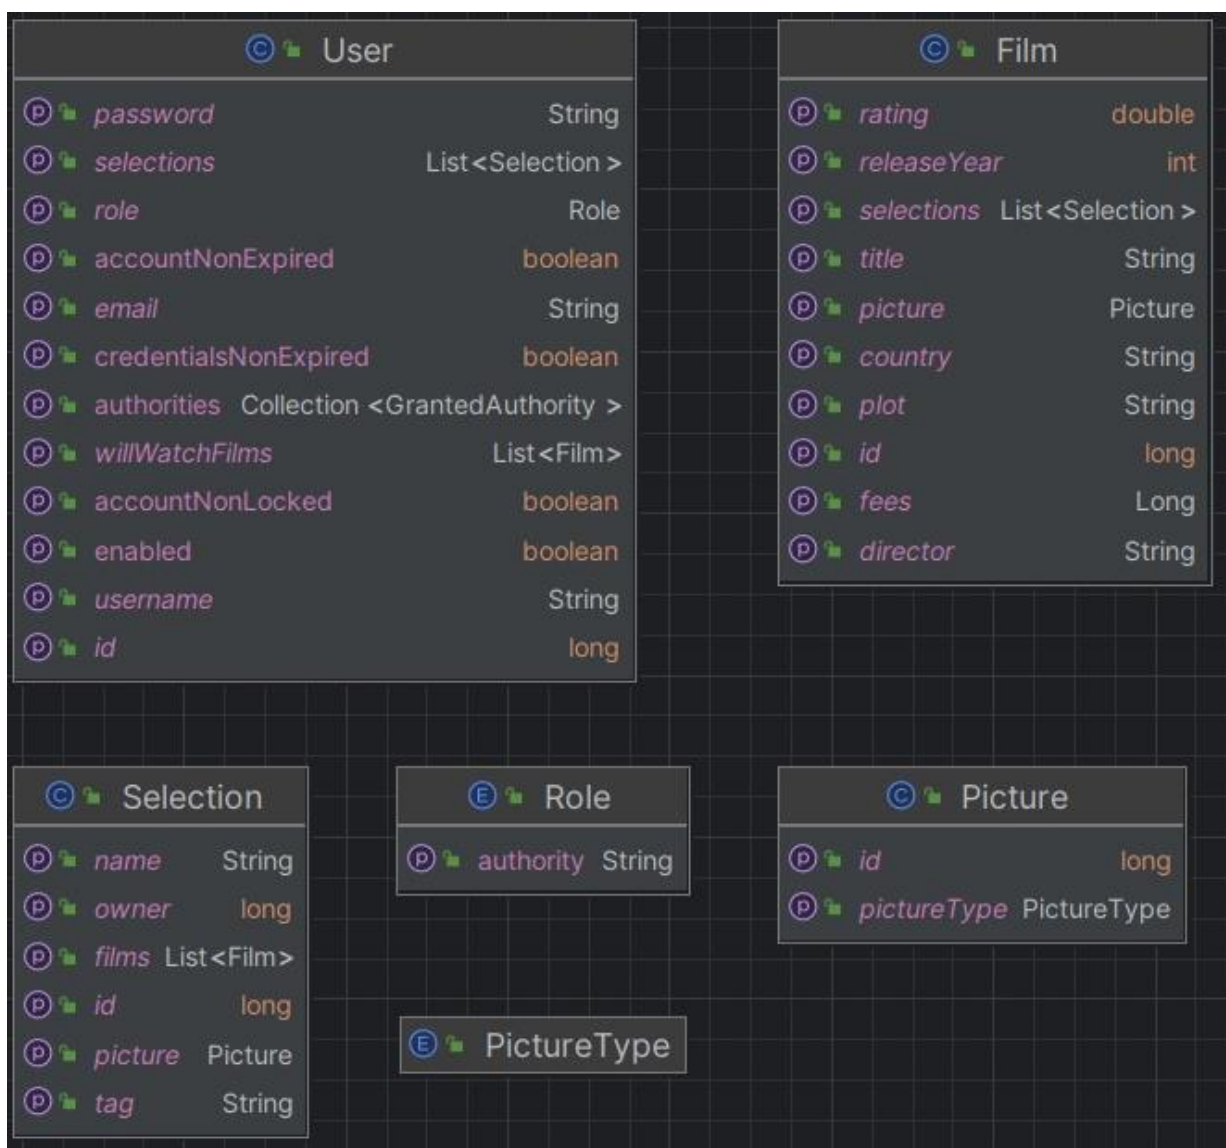 User
password String
selections List<Selection >
role Role
accountNonExpired boolean
email String
credentialsNonExpired boolean
authorities Collection <GrantedAuthority >
willWatchFilms List<Film>
accountNonLocked boolean
enabled boolean
username String
id long
Film
rating double
releaseYear int
selections List<Selection >
title String
picture Picture
country String
plot String
id long
fees Long
director String
Selection
name String
owner long
films List<Film>
id long
picture Picture
tag String
Role
authority String
PictureType
Picture
id long
pictureType PictureType